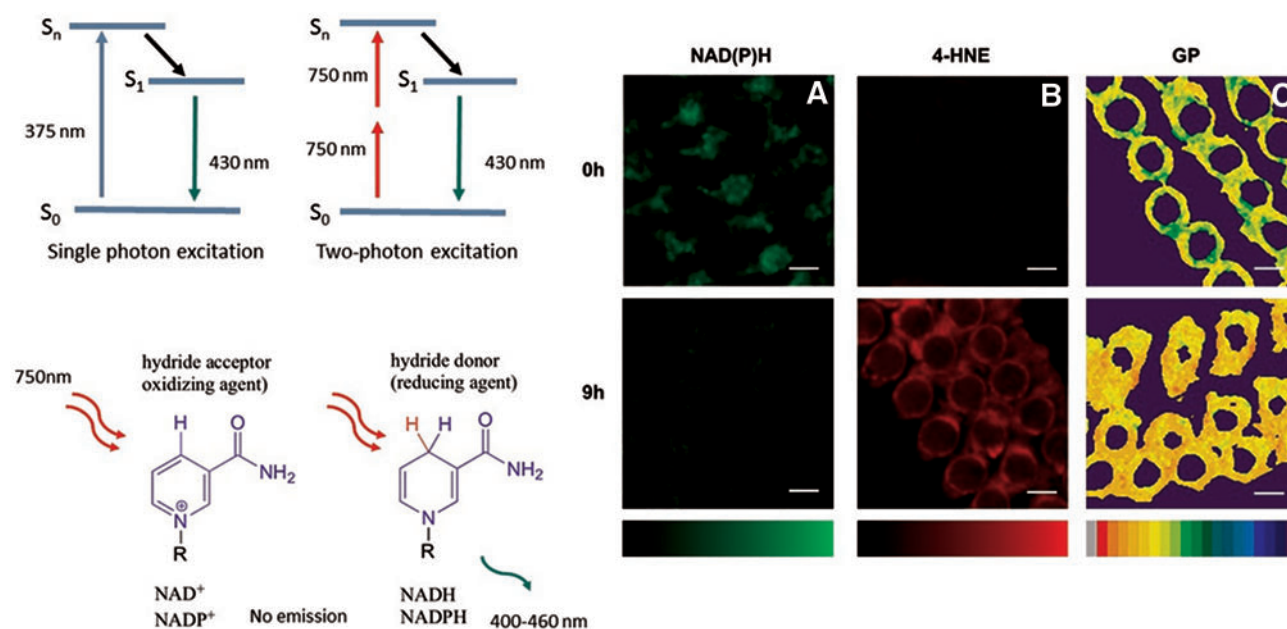 Sn
S1
375 nm
430 nm
S0
Single photon excitation
Sn
750 nm
S1
750 nm
430 nm
S0
Two-photon excitation
750nm
hydride acceptor
oxidizing agent)
H
O
NH2
⊕
N
R
NAD+
NADP+
No emission
hydride donor
(reducing agent)
H H
O
NH2
N
R
NADH
NADPH
400-460 nm
NAD(P)H
4-HNE
GP
A
B
C
0h
9h